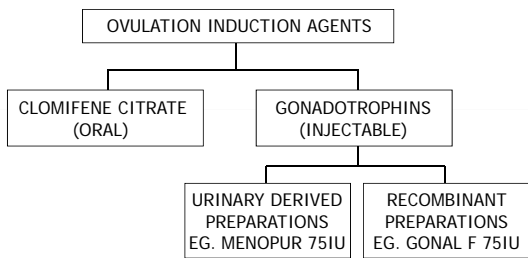 OVULATION INDUCTION AGENTS
CLOMIFENE CITRATE
(ORAL)
GONADOTROPHINS
(INJECTABLE)
URINARY DERIVED
PREPARATIONS
EG. MENOPUR 75IU
RECOMBINANT
PREPARATIONS
EG. GONAL F 75IU